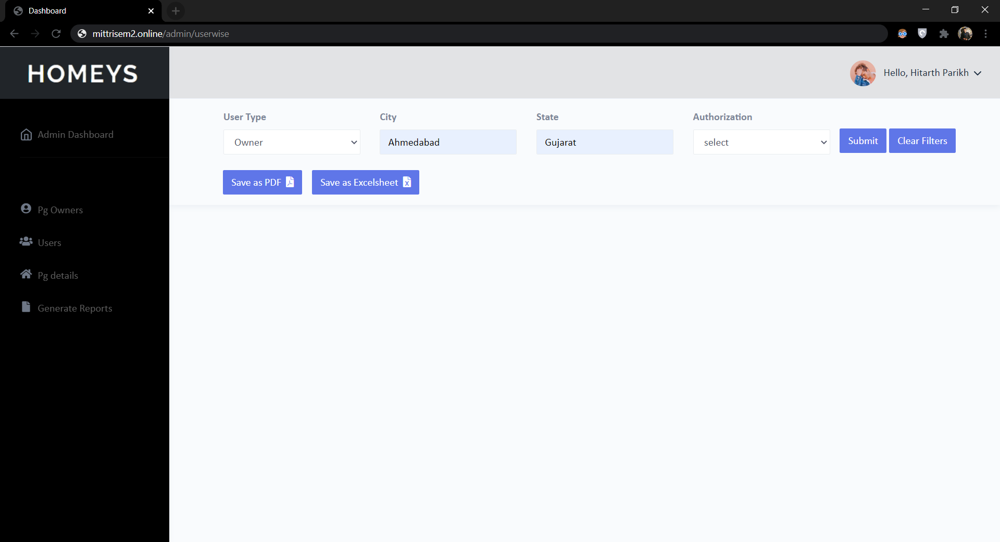 Dashboard
mittrisem2.online/admin/userwise
HOMEYS
Hello, Hitarth Parikh
Admin Dashboard
Pg Owners
Users
Pg details
Generate Reports
User Type
City
State
Authorization
Owner
Ahmedabad
Gujarat
select
Submit
Clear Filters
Save as PDF
Save as Excelsheet